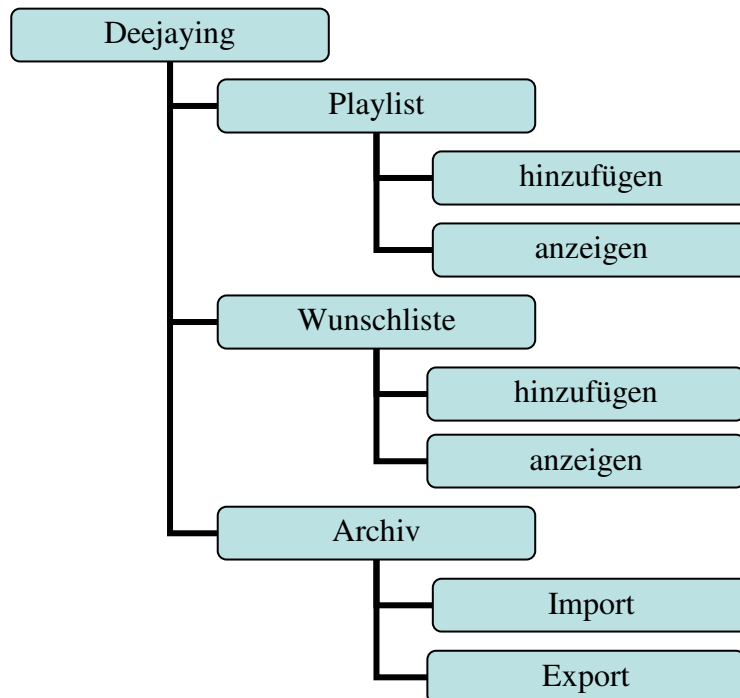 Deejaying
Playlist
hinzufügen
anzeigen
Wunschliste
hinzufügen
anzeigen
Archiv
Import
Export